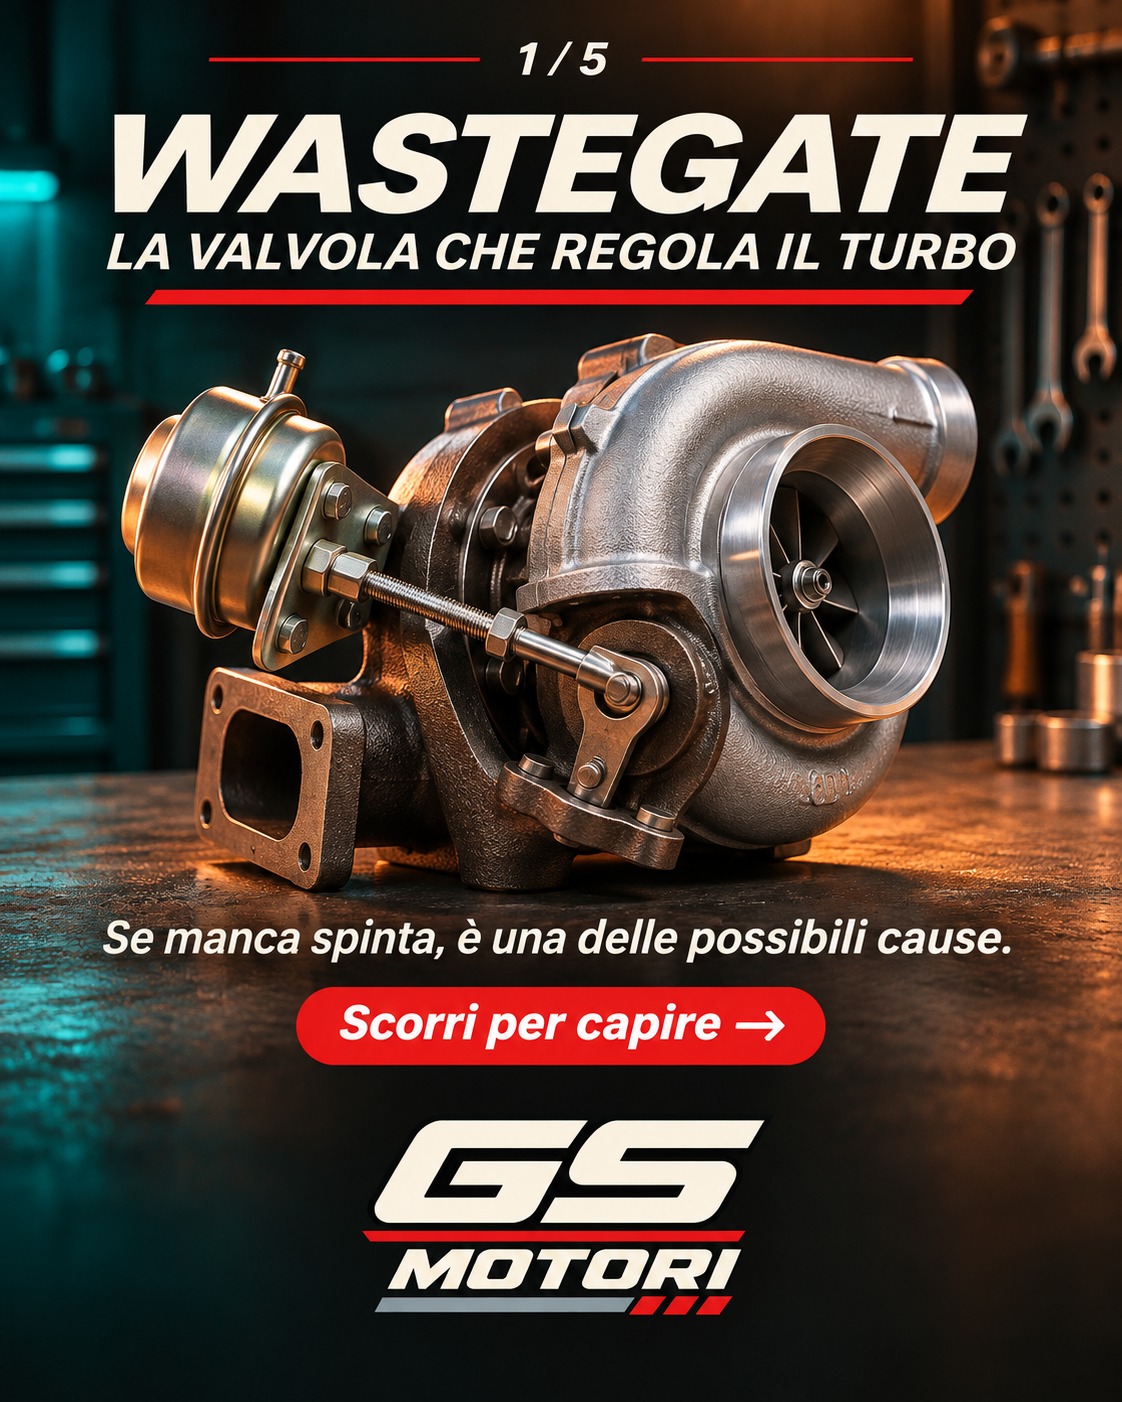 1 / 5
WASTEGATE
LA VALVOLA CHE REGOLA IL TURBO
Se manca spinta, è una delle possibili cause.
Scorri per capire →
GS
MOTORI